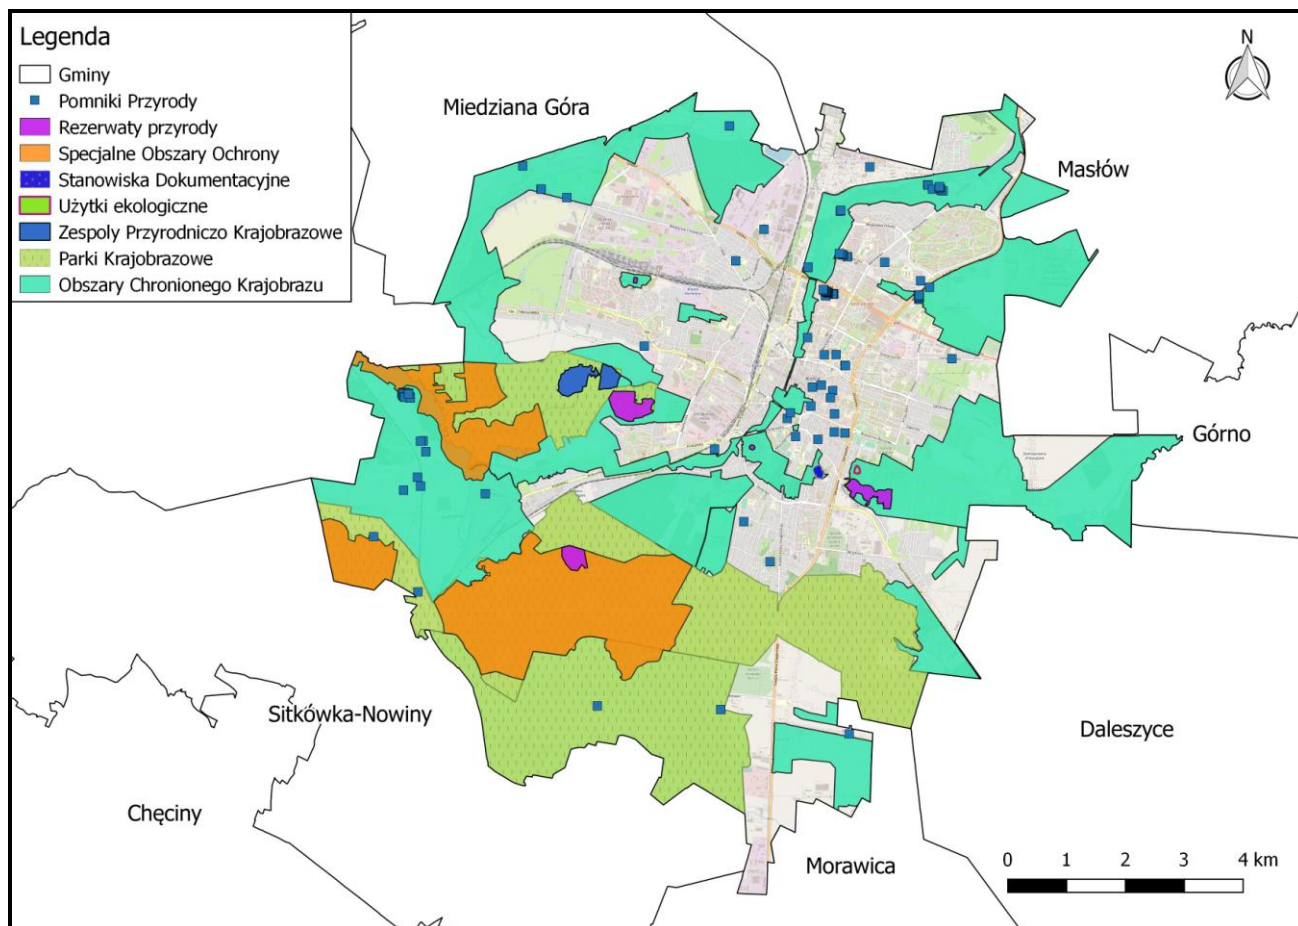 Legenda
Gminy
Pomniki Przyrody
Rezerwaty przyrody
Specjalne Obszary Ochrony
Stanowiska Dokumentacyjne
Użytki ekologiczne
Zespoly Przyrodniczo Krajobrazowe
Parki Krajobrazowe
Obszary Chronionego Krajobrazu
N
Miedziana Góra
Masłów
Górno
Sitkówka-Nowiny
Daleszyce
Chęciny
Morawica
0 1 2 3 4 km